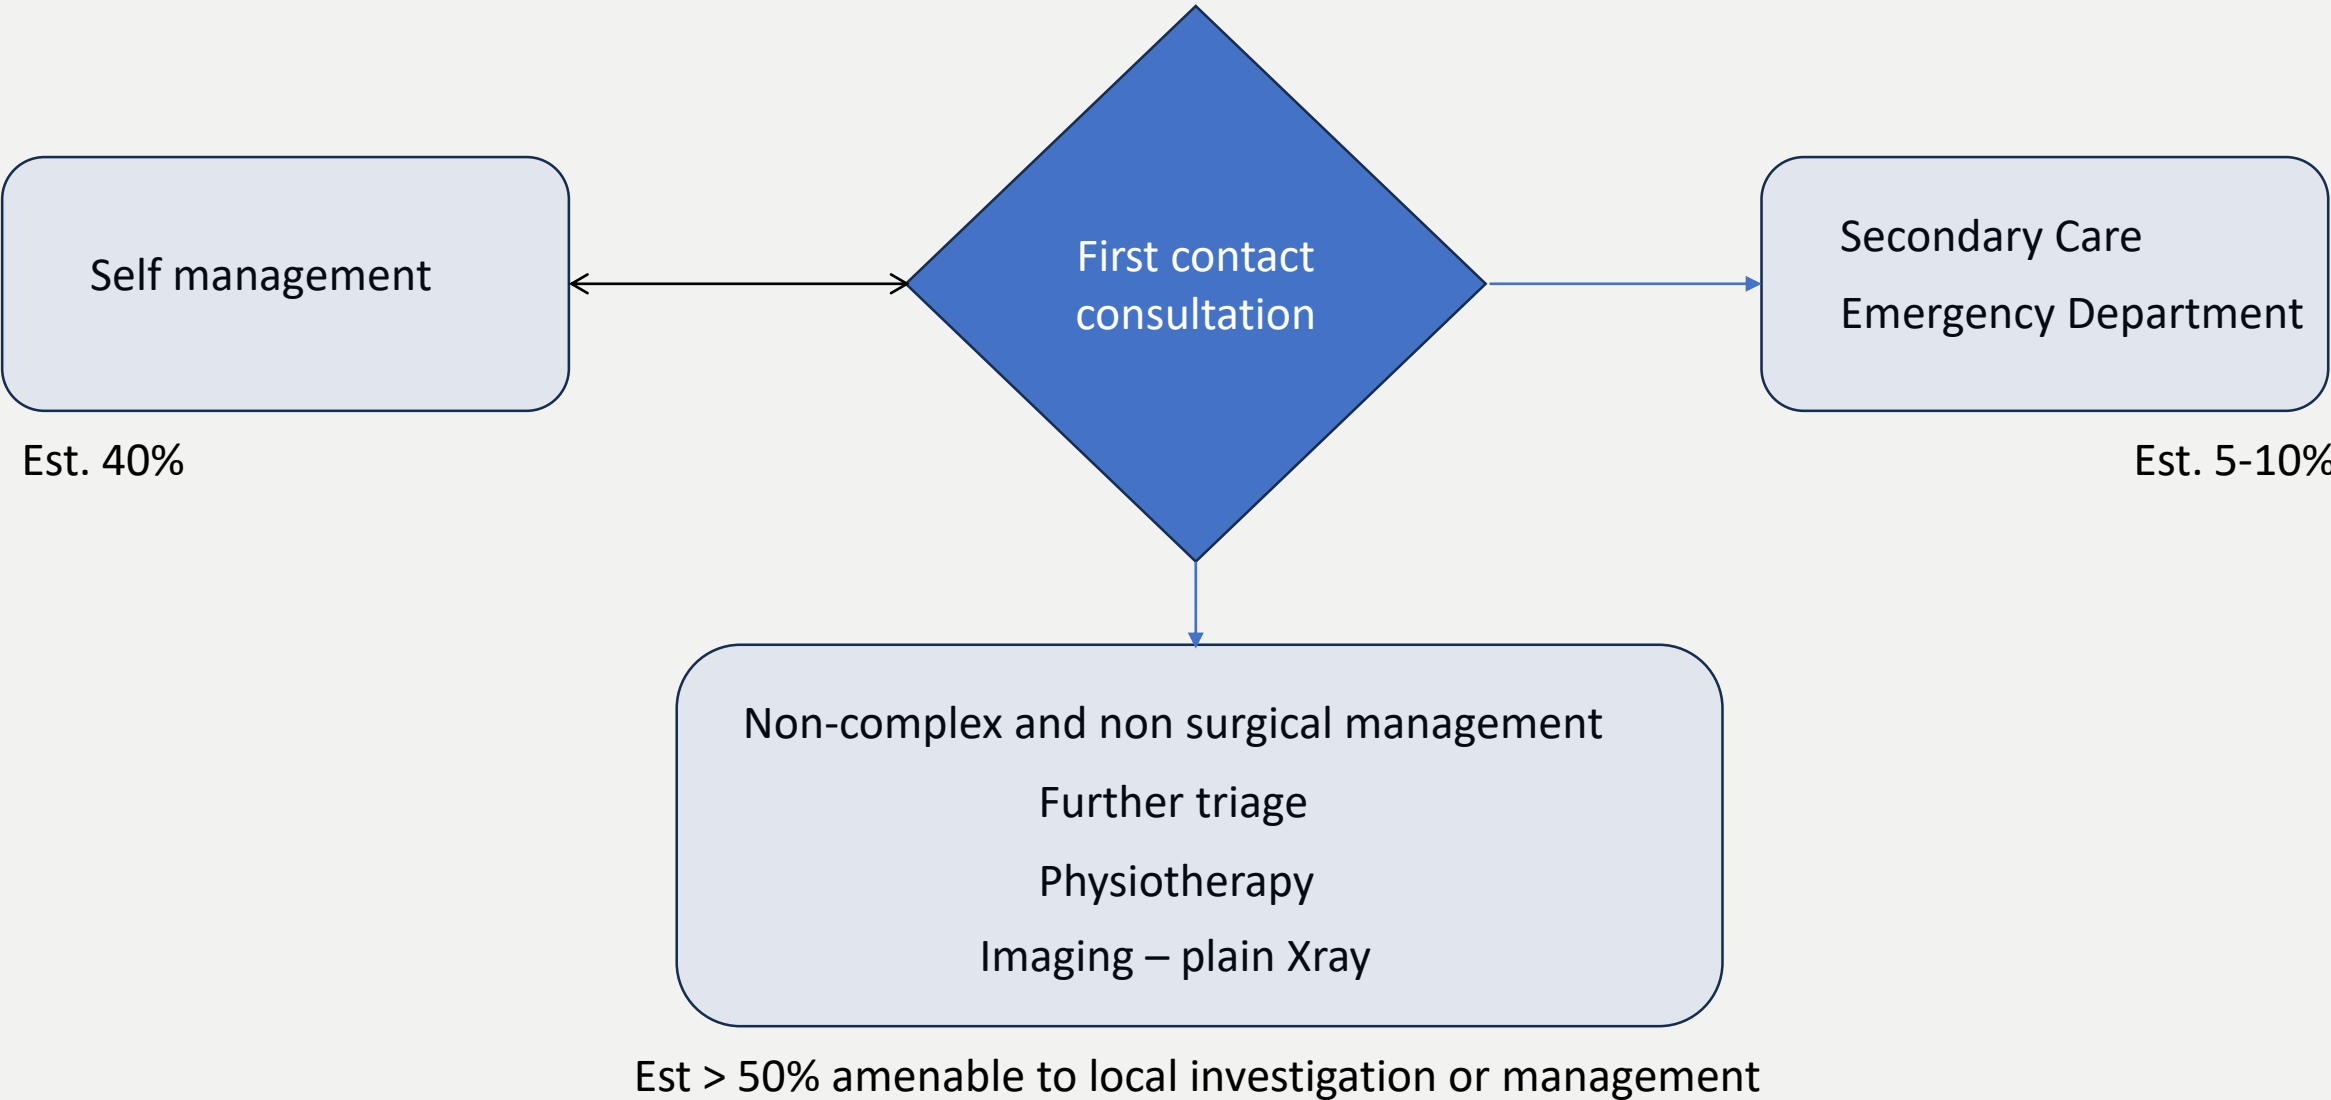 Self management
First contact
consultation
Secondary Care
Emergency Department
Est. 40%
Est. 5-10%
Non-complex and non surgical management
Further triage
Physiotherapy
Imaging – plain Xray
Est > 50% amenable to local investigation or management